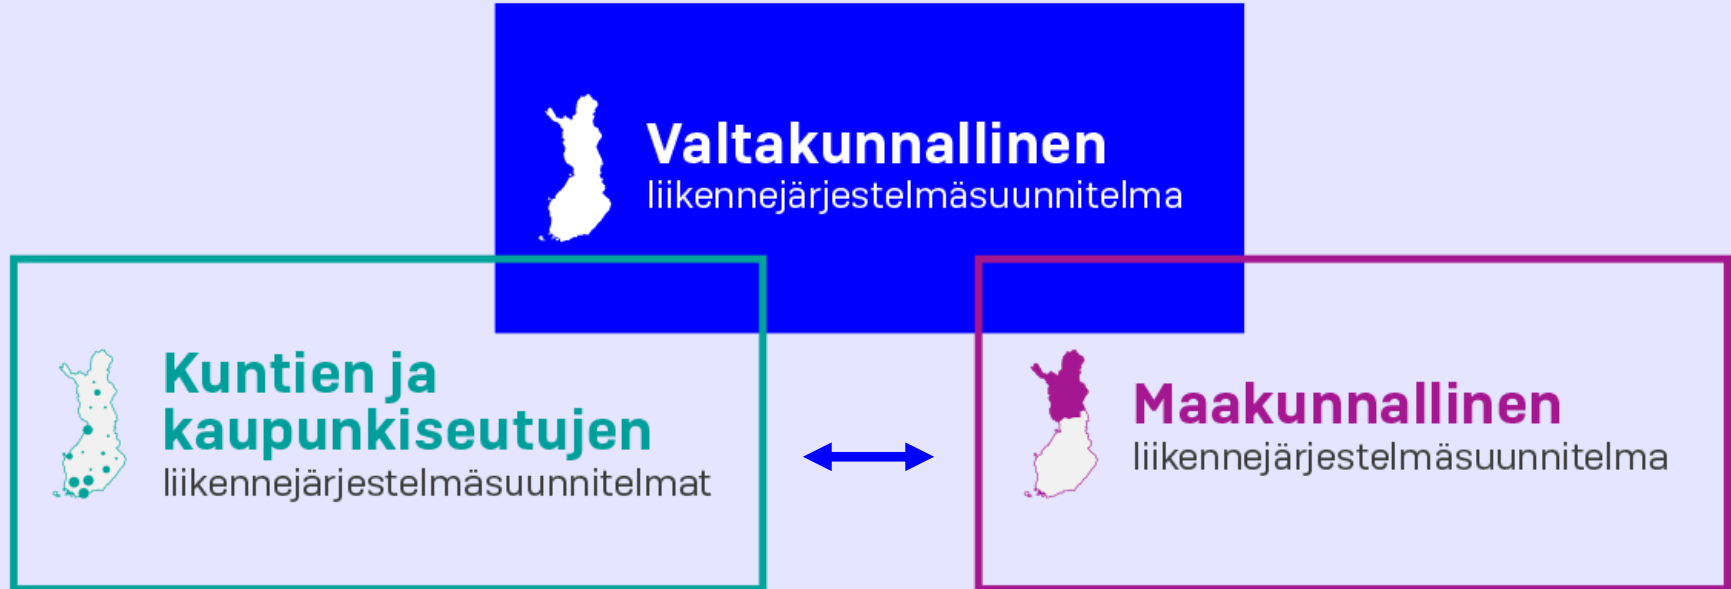 Valtakunnallinen
liikennejärjestelmäsuunnitelma
Kuntien ja
kaupunkiseutujen
liikennejärjestelmäsuunnitelmat
Maakunnallinen
liikennejärjestelmäsuunnitelma